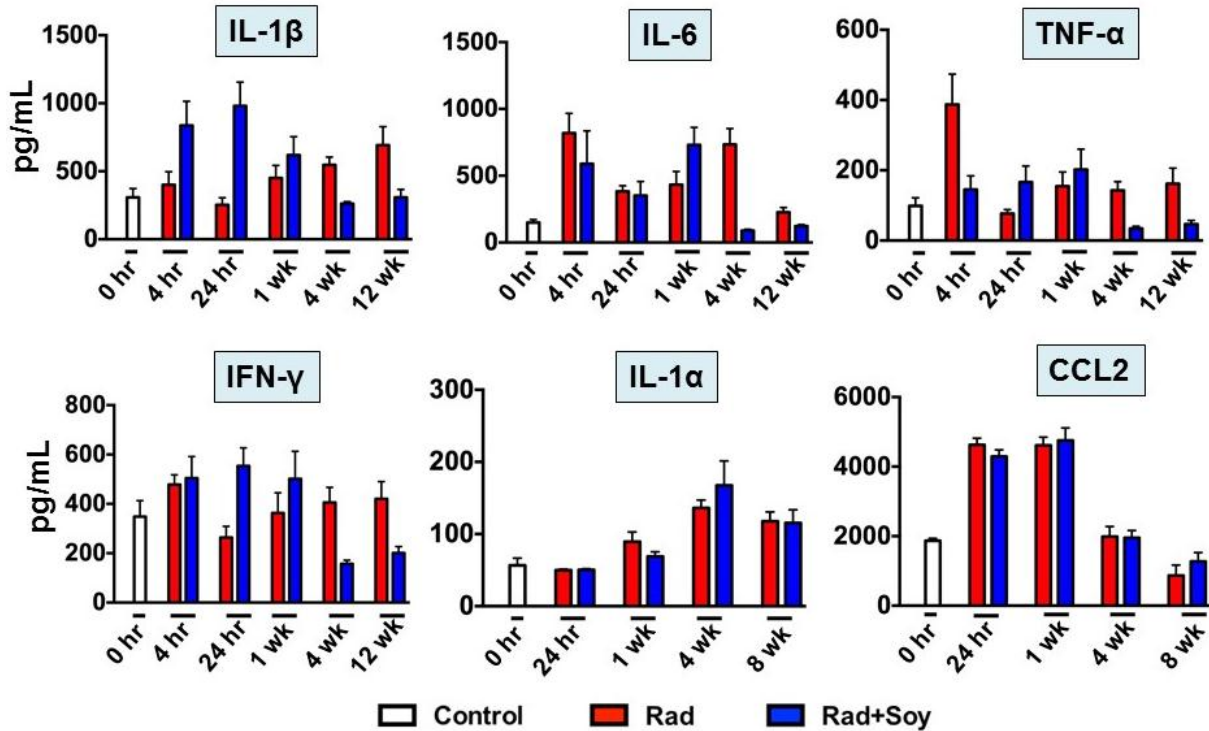 IL-1β
pg/mL
1500
1000
500
0
0 hr
4 hr
24 hr
1 wk
4 wk
12 wk
IL-6
1500
1000
500
0
0 hr
4 hr
24 hr
1 wk
4 wk
12 wk
TNF-α
600
400
200
0
0 hr
4 hr
24 hr
1 wk
4 wk
12 wk
IFN-γ
pg/mL
800
600
400
200
0
0 hr
4 hr
24 hr
1 wk
4 wk
12 wk
IL-1α
300
200
100
0
0 hr
24 hr
1 wk
4 wk
8 wk
CCL2
6000
4000
2000
0
0 hr
24 hr
1 wk
4 wk
8 wk
Control Rad Rad+Soy